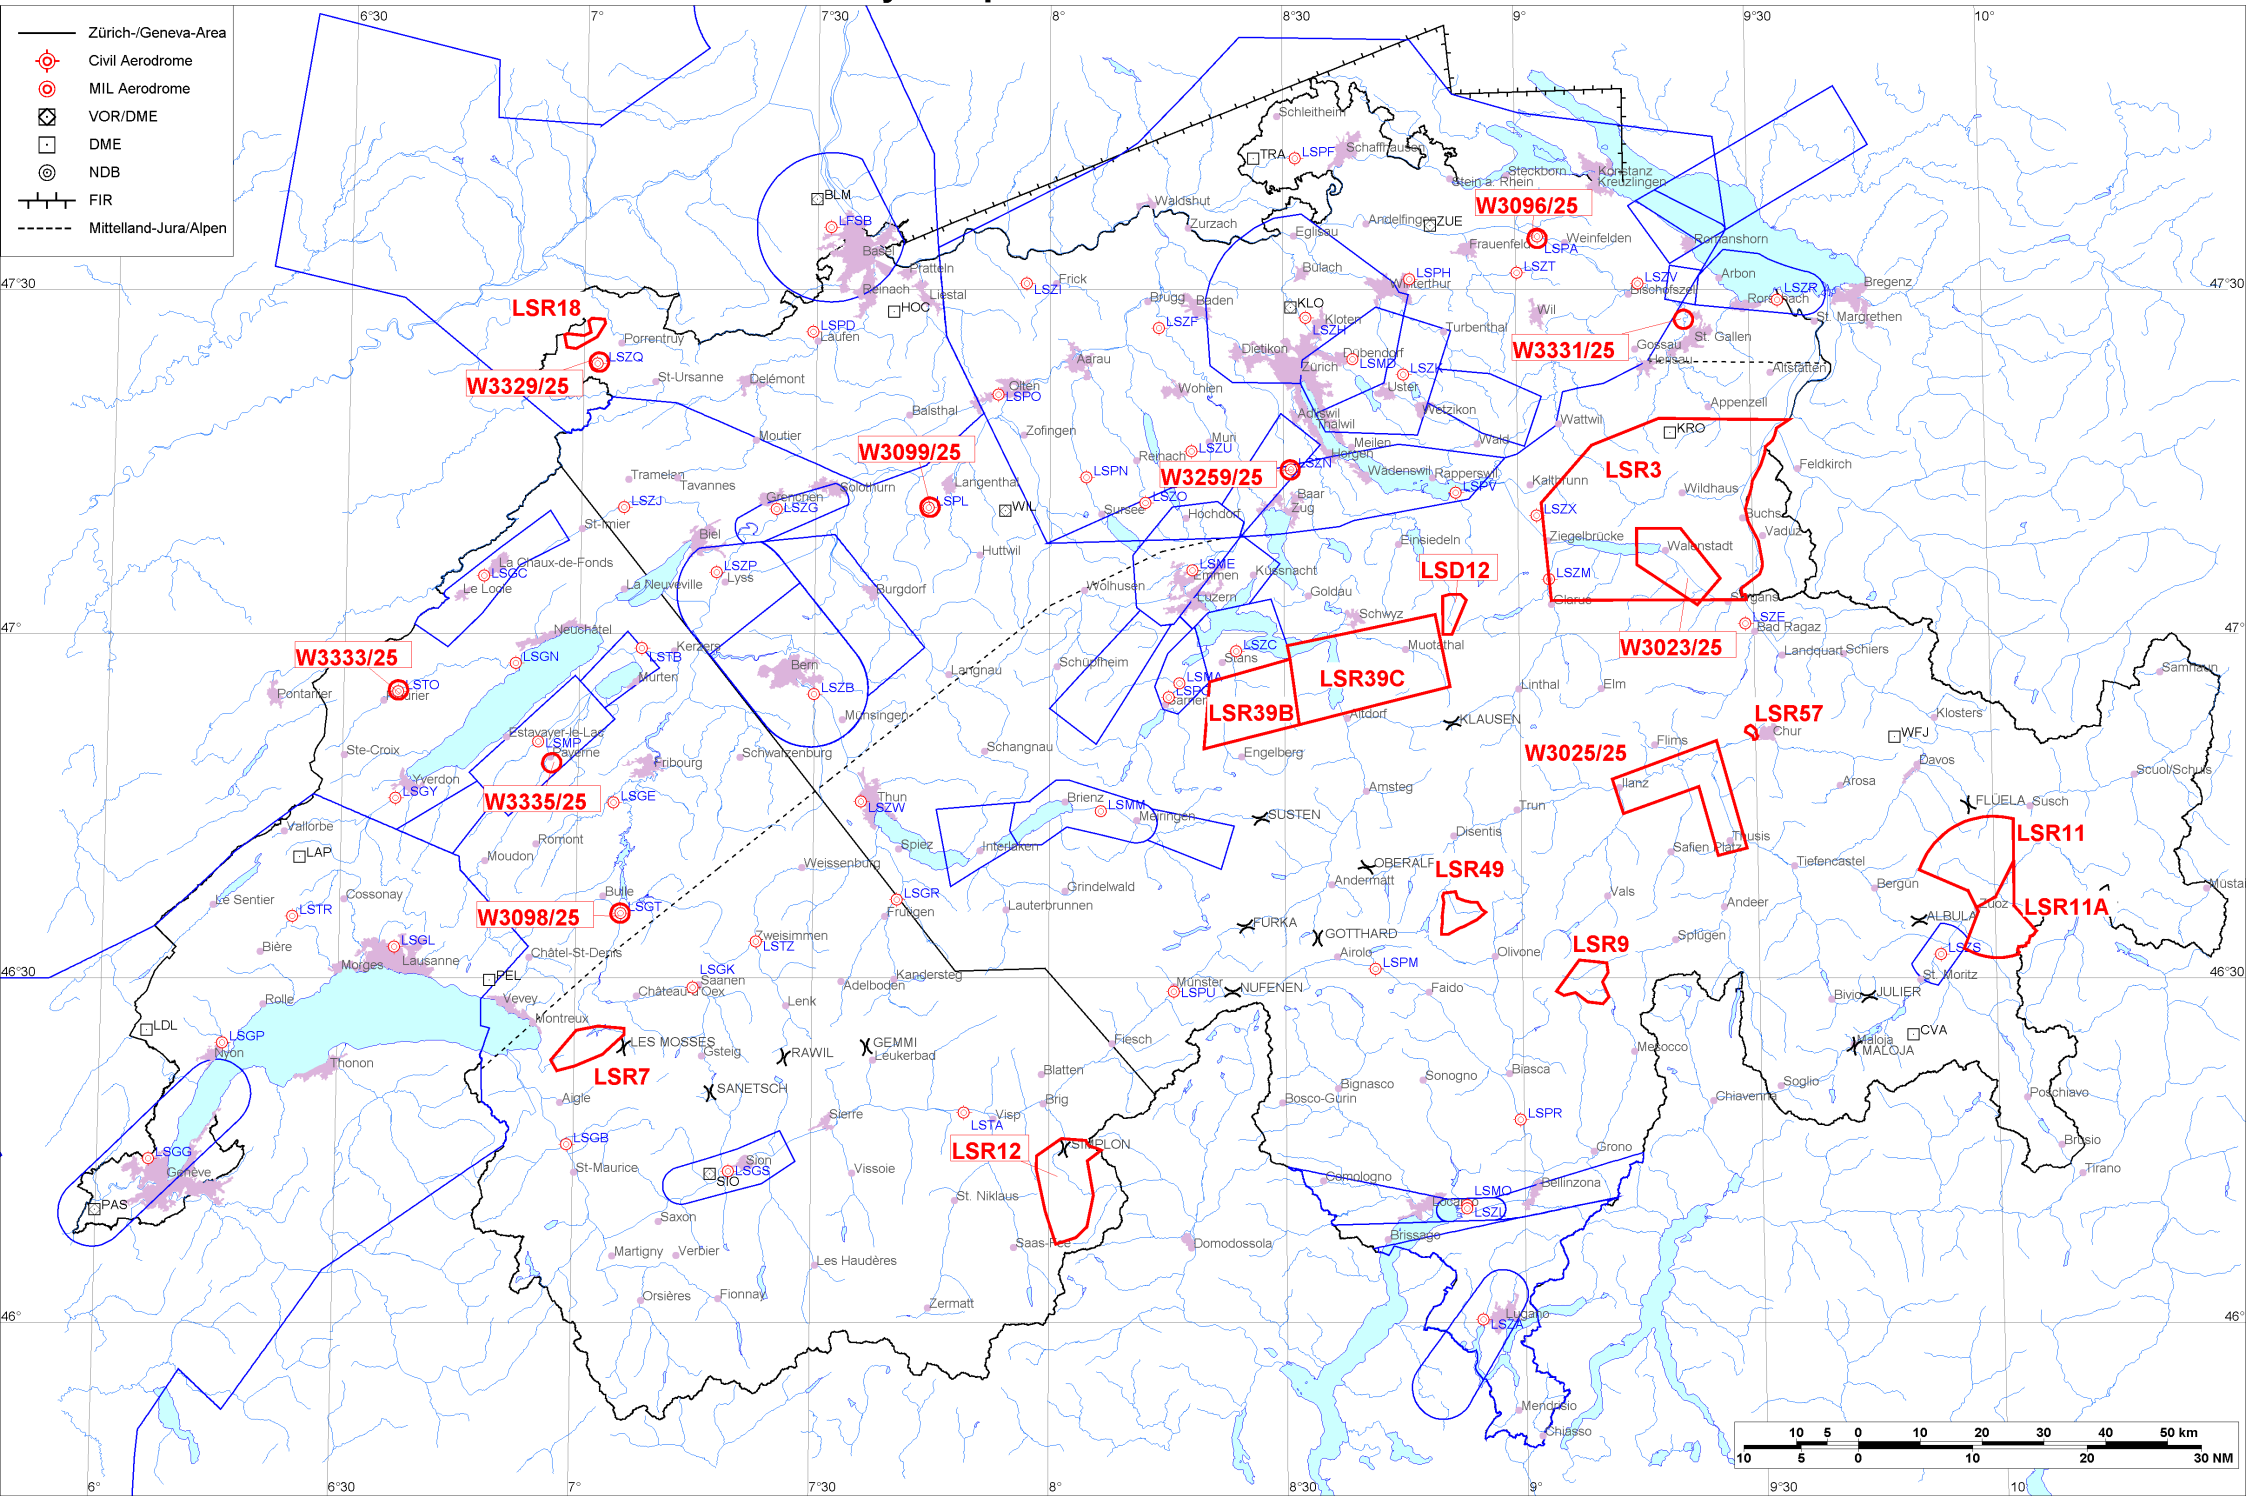 6°30
7°
7°30
8°
8°30
9°
9°30
10°
Zürich-/Geneva-Area
Civil Aerodrome
MIL Aerodrome
VOR/DME
DME
NDB
FIR
Mittelland-Jura/Alpen
Schleitheim
TRA
LSPF
Schaffhausen
Steckborn
Konstanz
Stein a. Rhein
Kreuzlingen
BLM
Waldshut
W3096/25
LFSB
Zurzach
Andelfingen
ZUE
Eglisau
Basel
Frauenfeld
Weinfelden
LSPA
Romanshorn
Pratteln
Bülach
LSPH
LSZT
LSZV
Arbon
47°30
LSZI
Frick
Reinach
Liestal
Winterthur
Bischofszell
LSZR
Bregenz
47°30
Brugg
Baden
Rorschach
LSR18
HOC
KLO
Wil
LSPD
LSZF
Kloten
LSZH
Turbenthal
St. Gallen
St. Margrethen
Porrentruy
Laufen
W3331/25
Gossau
LSZQ
Aarau
Dietikon
Dübendorf
LSMD
Herisau
W3329/25
St-Ursanne
Delémont
Zürich
LSZK
Altstätten
Olten
LSPO
Wohlen
Uster
Balsthal
Wetzikon
Appenzell
Adliswil
Thalwil
Wattwil
KRO
Moutier
Zofingen
Muri
Meilen
Wald
W3099/25
LSZU
Horgen
Reinach
LSZN
LSR3
Tramelan
LSPN
W3259/25
Wädenswil
Rapperswil
Feldkirch
Tavannes
Solothurn
Langenthal
Kaltbrunn
LSPV
Wildhaus
Grenchen
Baar
LSZJ
LSZG
LSPL
WIL
LSZO
Zug
LSZX
Sursee
Hochdorf
Buchs
St-Imier
Biel
Vaduz
Ziegelbrücke
Einsiedeln
Walenstadt
La Chaux-de-Fonds
Huttwil
LSZP
LSME
Emmen
Küssnacht
LSD12
LSGC
Lyss
LSZM
Le Locle
La Neuveville
Burgdorf
Wolhusen
Luzern
Goldau
Glarus
Sargans
Schwyz
LSZE
47°
Neuchâtel
Bad Ragaz
47°
Kerzers
LSZC
Muotathal
W3023/25
W3333/25
LSGN
LSTB
Bern
Schüpfheim
Stans
Landquart
Schiers
Samnaun
Langnau
LSR39C
LSTO
Murten
LSMA
Linthal
Elm
Pontarlier
Fleurier
LSZB
LSPG
Sarnen
LSR39B
Altdorf
LSR57
Klosters
Münsingen
KLAUSEN
Estavayer-le-Lac
Chur
WFJ
LSMP
Schangnau
Flims
Ste-Croix
Payerne
Schwarzenburg
Engelberg
W3025/25
Davos
Fribourg
Scuol/Schuls
Yverdon
Amsteg
Ilanz
Arosa
LSGY
W3335/25
LSGE
Thun
Brienz
LSZW
LSMM
Trun
FLÜELA
Susch
Meiringen
SUSTEN
Vallorbe
Romont
Disentis
Thusis
LSR11
Spiez
Interlaken
Safien Platz
LAP
Moudon
Weissenburg
OBERALP
LSR49
Tiefencastel
Andermatt
Grindelwald
Bergün
Müstair
Cossonay
Bulle
LSGR
Vals
Le Sentier
LSGT
Lauterbrunnen
Andeer
Zuoz
LSR11A
LSTR
W3098/25
Frutigen
FURKA
ALBULA
Zweisimmen
LSTZ
GOTTHARD
LSR9
Splügen
Bière
LSGL
Châtel-St-Denis
Airolo
Olivone
LSZS
Morges
Lausanne
LSGK
LSPM
46°30
PEL
Saanen
Kandersteg
Münster
46°30
Château-d'Oex
Adelboden
LSPU
NUFENEN
Faido
St. Moritz
Rolle
Vevey
Lenk
Bivio
JULIER
LDL
Montreux
CVA
LSGP
LES MOSSES
GEMMI
Fiesch
Mesocco
Maloja
MALOJA
Nyon
Gsteig
RAWIL
Leukerbad
Thonon
LSR7
Blatten
Biasca
Bignasco
Sonogno
Soglio
SANETSCH
Poschiavo
Aigle
Brig
Bosco-Gurin
Chiavenna
Sierre
Visp
LSPR
LSTA
LSGB
LSR12
SIMPLON
Grono
Brusio
LSGG
Sion
Genève
St-Maurice
LSGS
SIO
Vissoie
Comologno
Tirano
Bellinzona
LSMO
St. Niklaus
Locarno
PAS
LSZL
Saxon
Brissago
Martigny
Verbier
Saas-Fee
Domodossola
Les Haudères
Orsières
Fionnay
Zermatt
46°
Lugano
46°
LSZA
Mendrisio
Chiasso
10 5 0 10 20 30 40 50 km
10 5 0 10 20 30 NM
6°
6°30
7°
7°30
8°
8°30
9°
9°30
10°